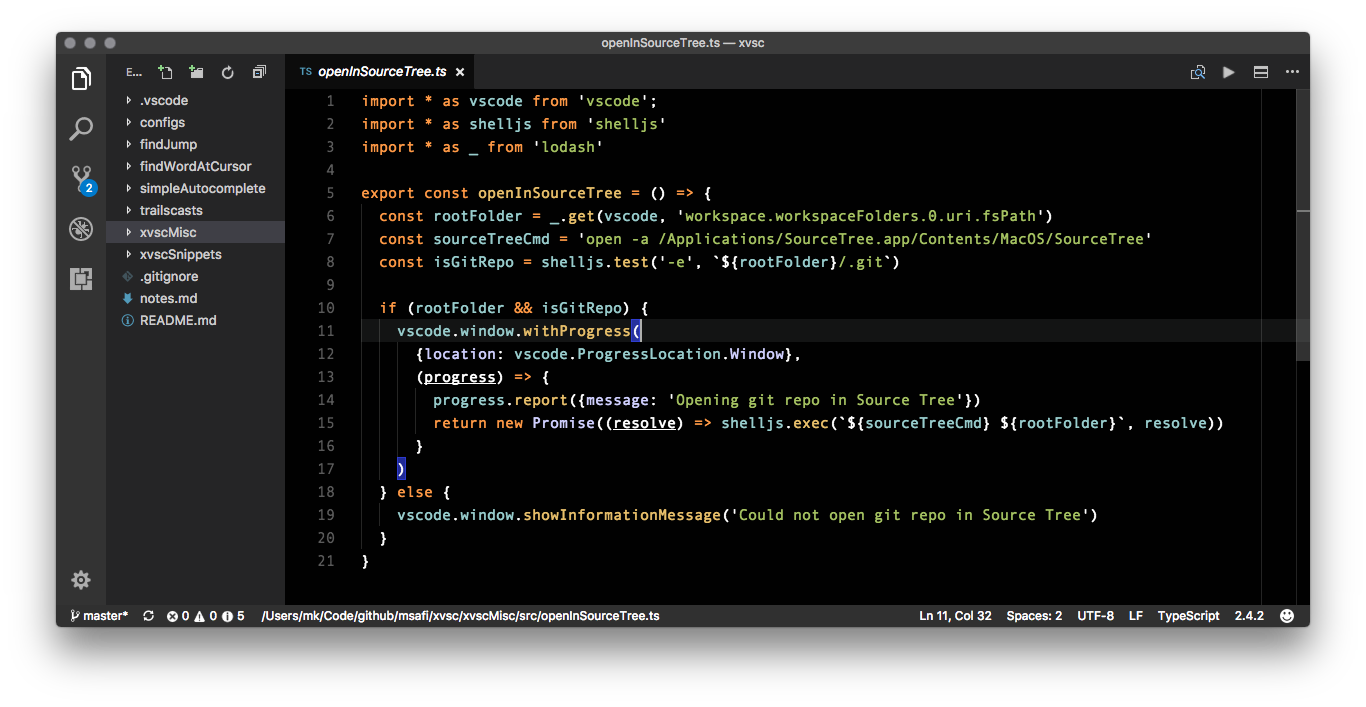 openInSourceTree.ts — xvsc
E...
TS openInSourceTree.ts ×
.vscode
configs
findJump
findWordAtCursor
simpleAutocomplete
trailscasts
xvscMisc
xvscSnippets
.gitignore
notes.md
README.md
2
1 import * as vscode from 'vscode';
2 import * as shelljs from 'shelljs'
3 import * as _ from 'lodash'
4
5 export const openInSourceTree = () => {
6 const rootFolder = _.get(vscode, 'workspace.workspaceFolders.0.uri.fsPath')
7 const sourceTreeCmd = 'open -a /Applications/SourceTree.app/Contents/MacOS/SourceTree'
8 const isGitRepo = shelljs.test('-e', `${rootFolder}/.git`)
9
10 if (rootFolder && isGitRepo) {
11 vscode.window.withProgress(
12 {location: vscode.ProgressLocation.Window},
13 (progress) => {
14 progress.report({message: 'Opening git repo in Source Tree'})
15 return new Promise((resolve) => shelljs.exec(`${sourceTreeCmd} ${rootFolder}`, resolve))
16 }
17 )
18 } else {
19 vscode.window.showInformationMessage('Could not open git repo in Source Tree')
20 }
21 }
master* 0 0 5 /Users/mk/Code/github/msafi/xvsc/xvscMisc/src/openInSourceTree.ts Ln 11, Col 32 Spaces: 2 UTF-8 LF TypeScript 2.4.2